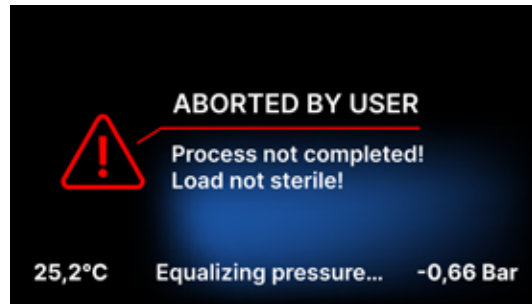 ABORTED BY USER
Process not completed!
Load not sterile!
25,2°C Equalizing pressure... -0,66 Bar